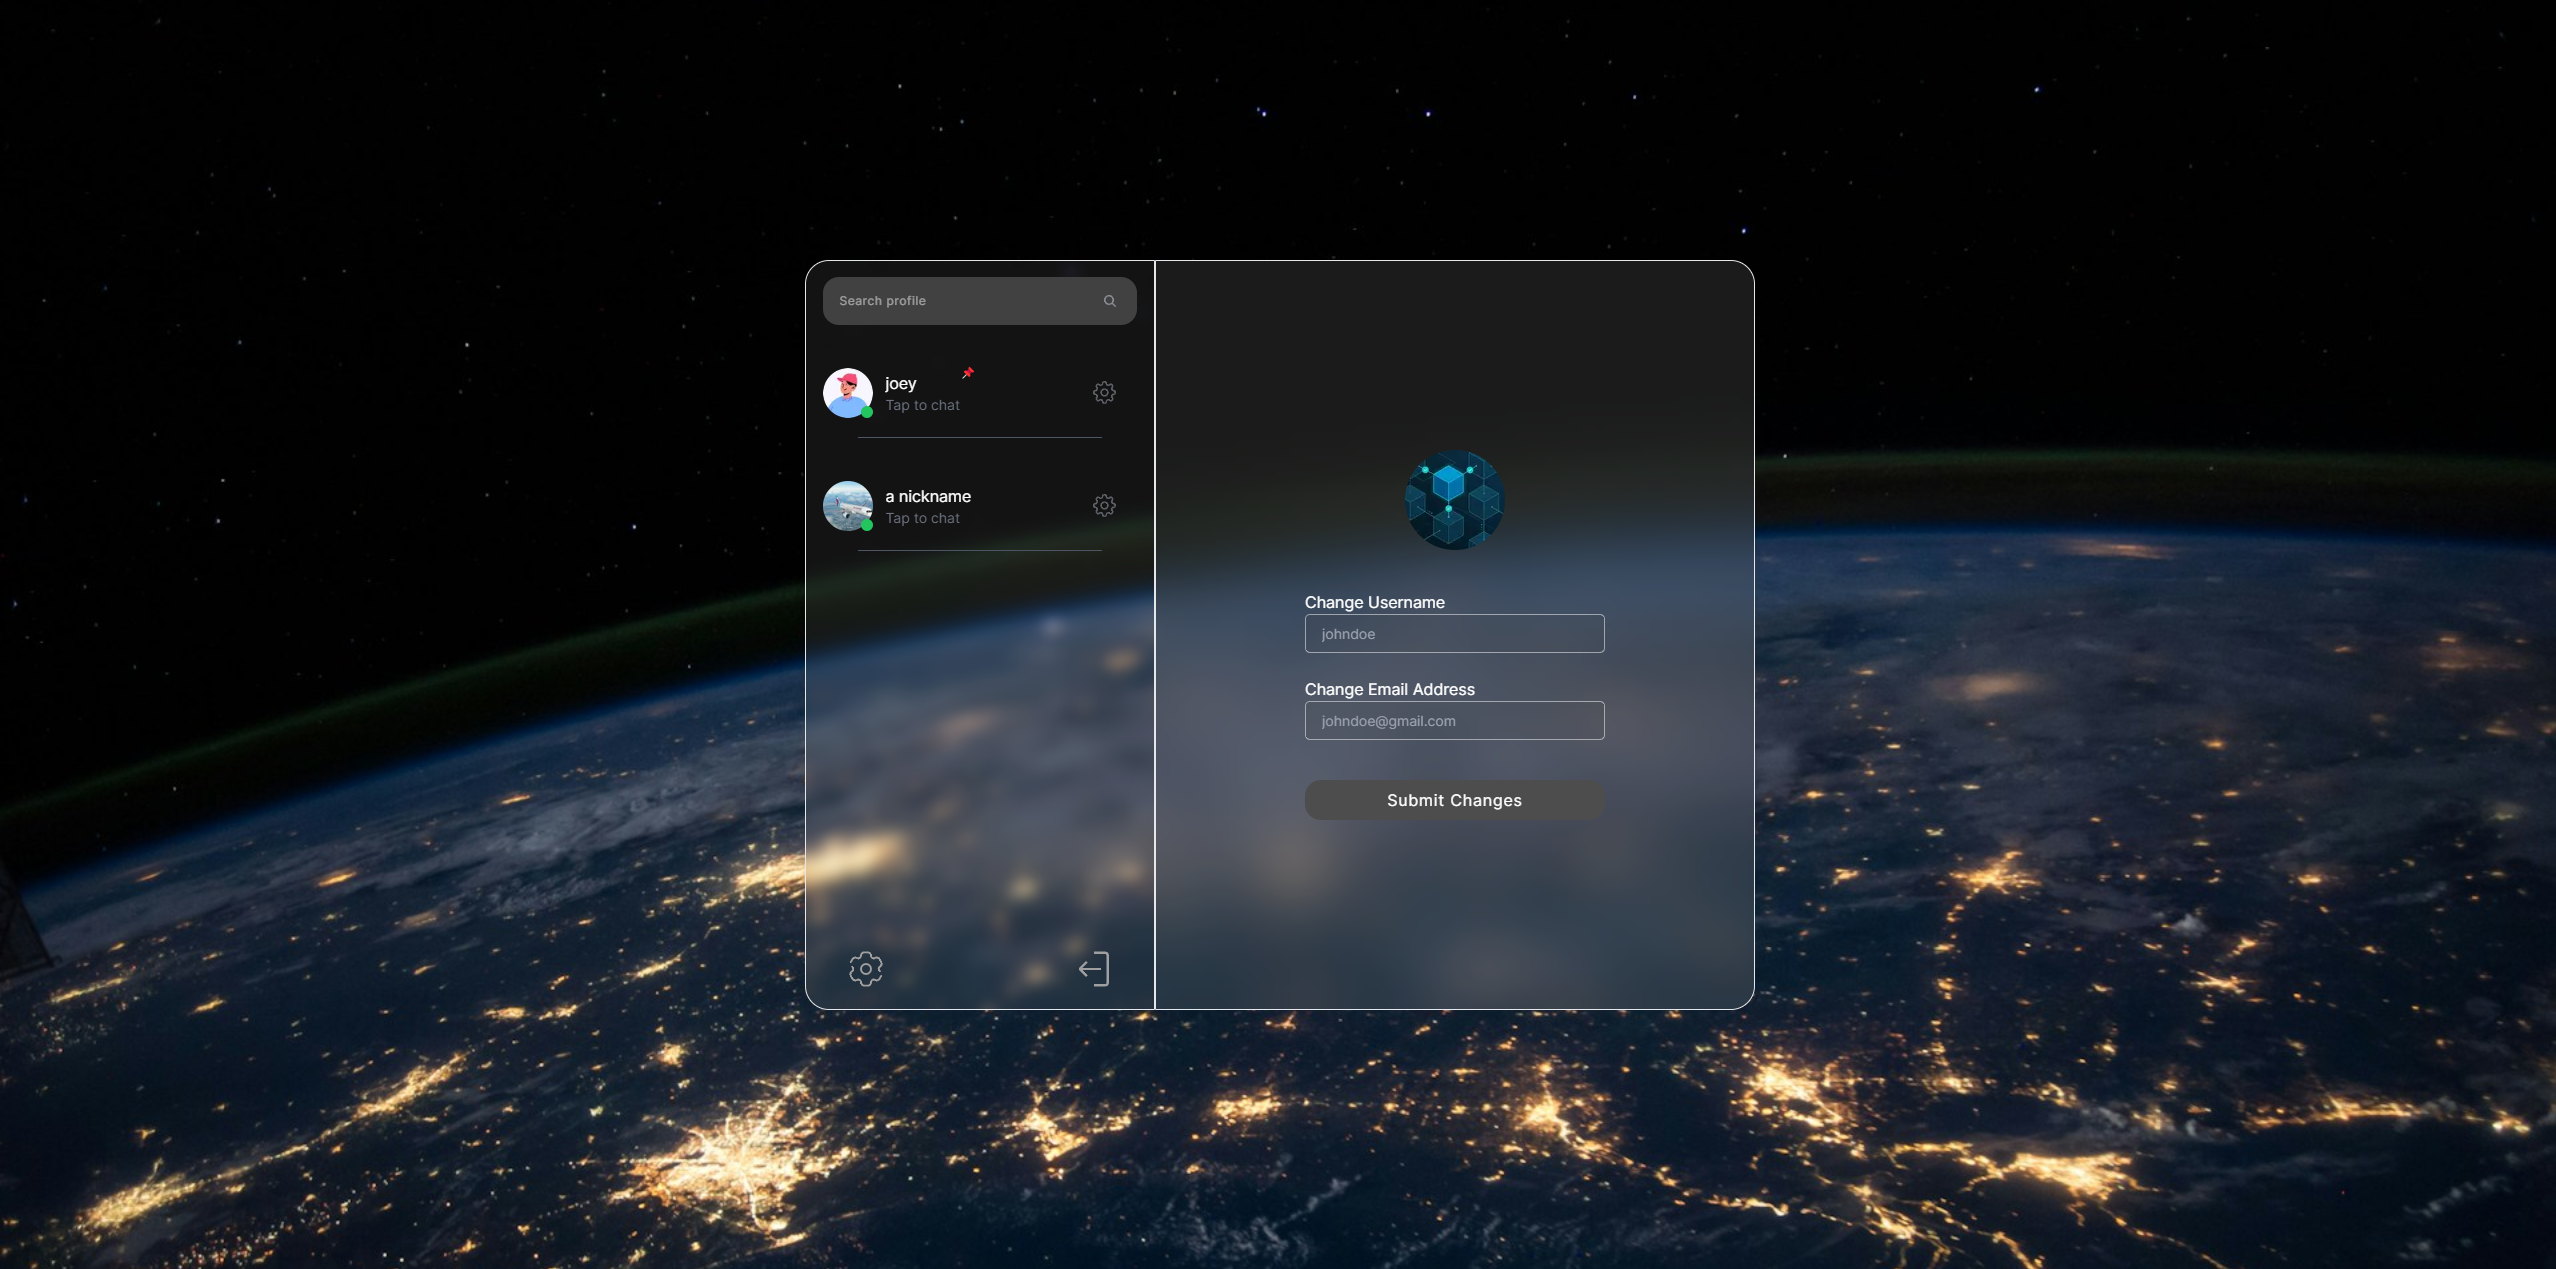 Search profile
joey
Tap to chat
a nickname
Tap to chat
Change Username
johndoe
Change Email Address
johndoe@gmail.com
Submit Changes